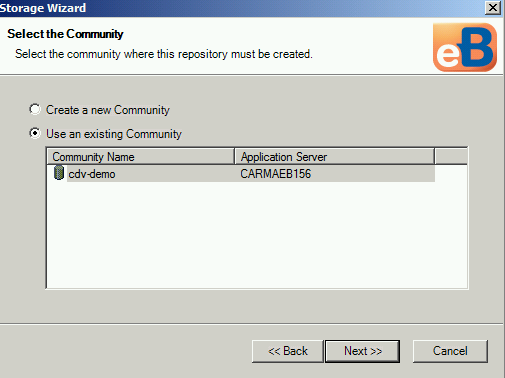 Storage Wizard
Select the Community
Select the community where this repository must be created.
eB
Create a new Community
Use an existing Community
Community Name Application Server
cdv-demo CARMAEB156
<< Back Next >> Cancel